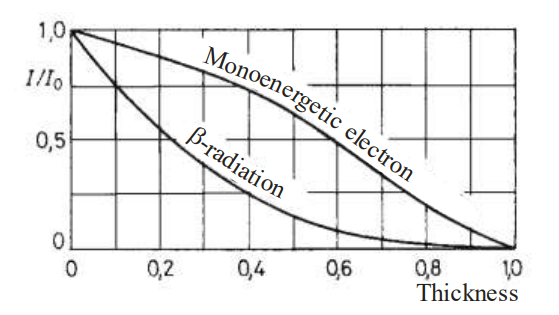 1,0
I/I0
0,5
0
Monoenergetic electron
β-radiation
0
0,2
0,4
0,6
0,8
1,0
Thickness